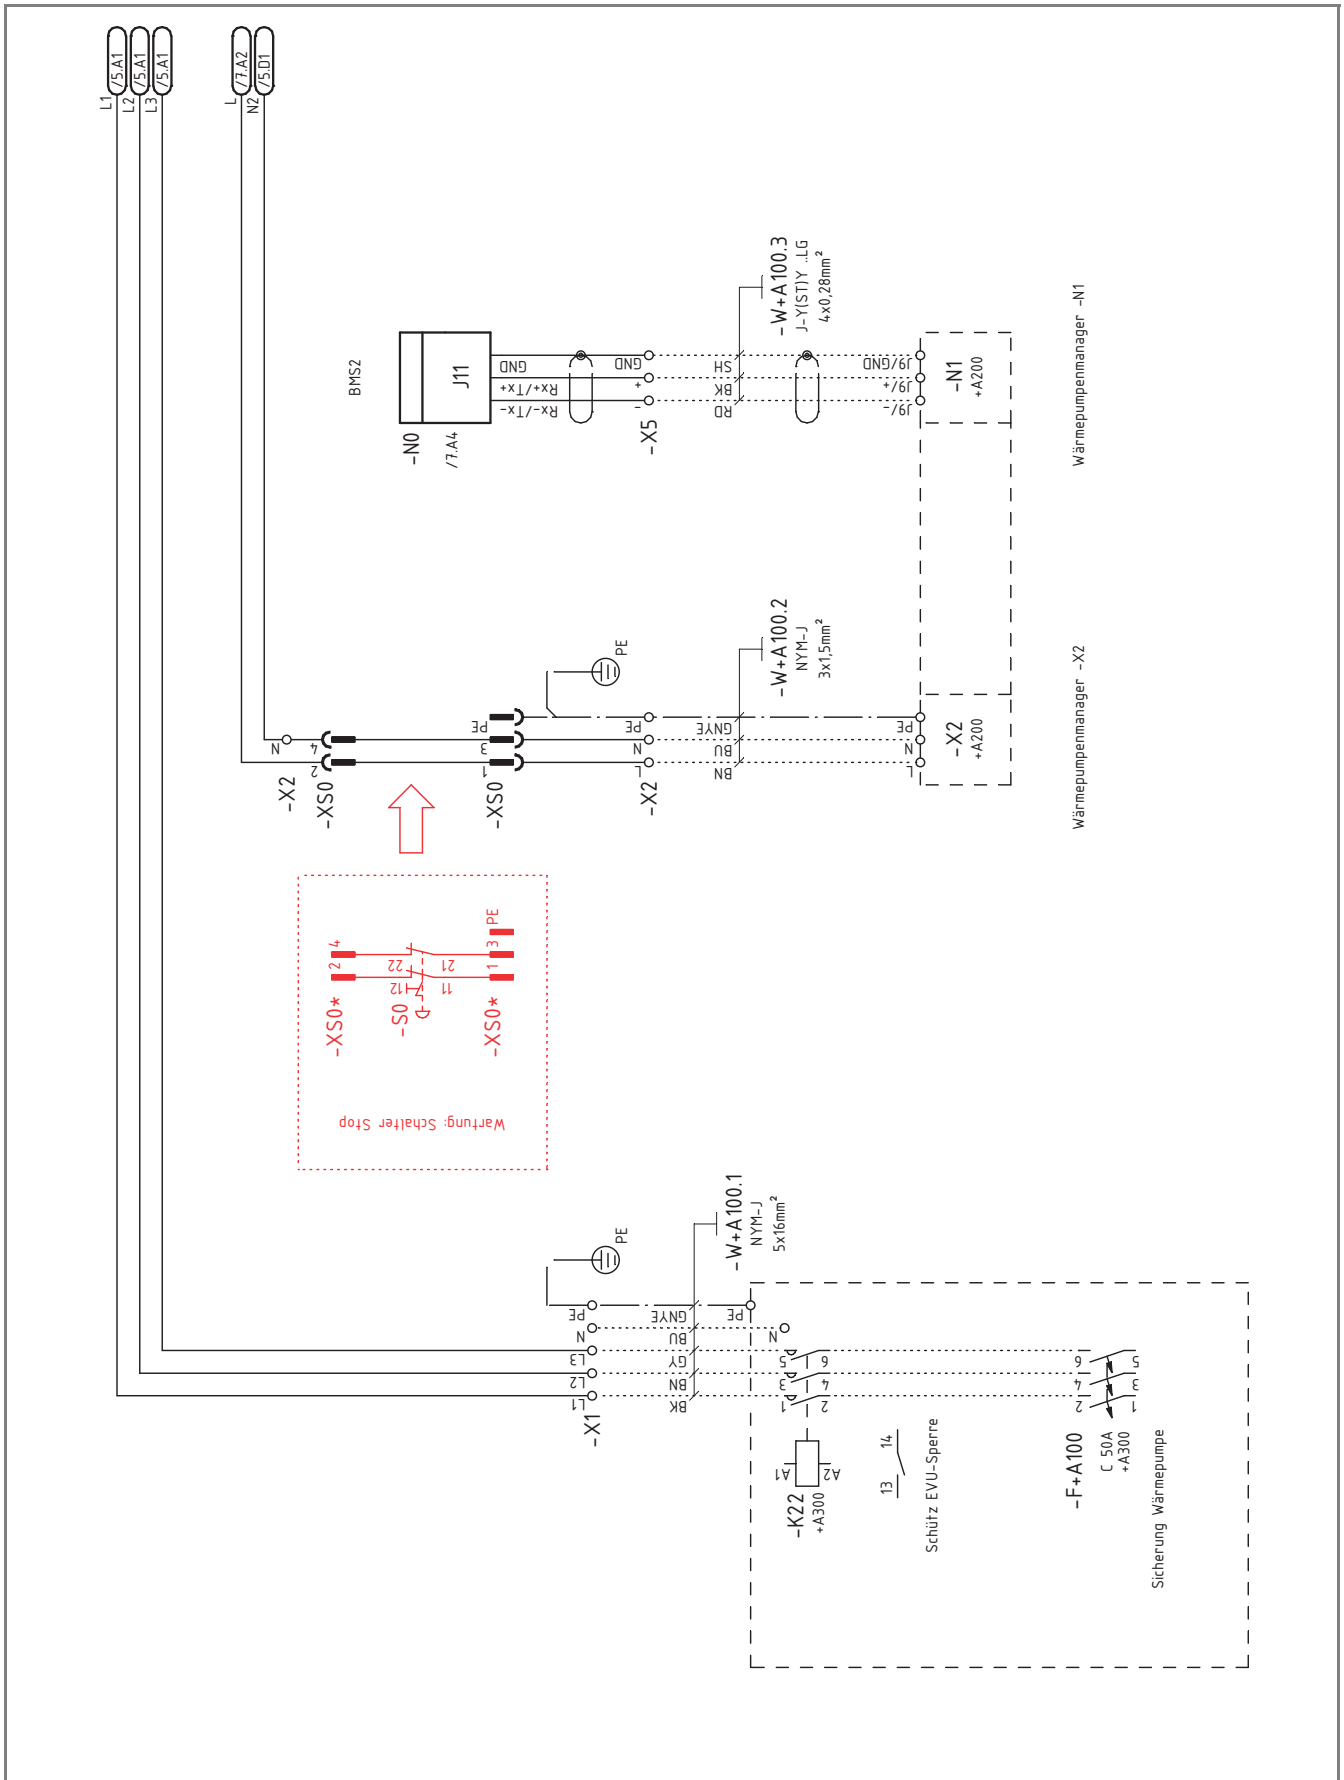 L1
/5.A1
L2
/5.A1
L3
/5.A1
L
/7.A2
N2
/5.D1
BMS2
-N0
/7.A4
J11
GND
Rx+/Tx+
Rx-/Tx-
GND
+
-
-X5
SH
BK
RD
-W+A100.3
J-Y(ST)Y ..LG
4x0,28mm²
J9/GND
J9/+
J9/-
-N1
+A200
Wärmepumpenmanager -N1
-X2
N
-XS0
4
2
-XS0
PE
3
1
PE
-X2
PE
N
L
GNYE
BU
BN
-W+A100.2
NYM-J
3x1,5mm²
PE
N
L
-X2
+A200
Wärmepumpenmanager -X2
-XS0*
2
4
-S0
22
12
21
11
-XS0*
1
3
PE
Wartung: Schalter Stop
PE
-X1
PE
N
L3
L2
L1
GNYE
BU
GY
BN
BK
-W+A100.1
NYM-J
5x16mm²
PE
N
5
3
1
6
4
2
A1
A2
-K22
+A300
13
14
Schütz EVU-Sperre
6
4
2
5
3
1
-F+A100
C 50A
+A300
Sicherung Wärmepumpe